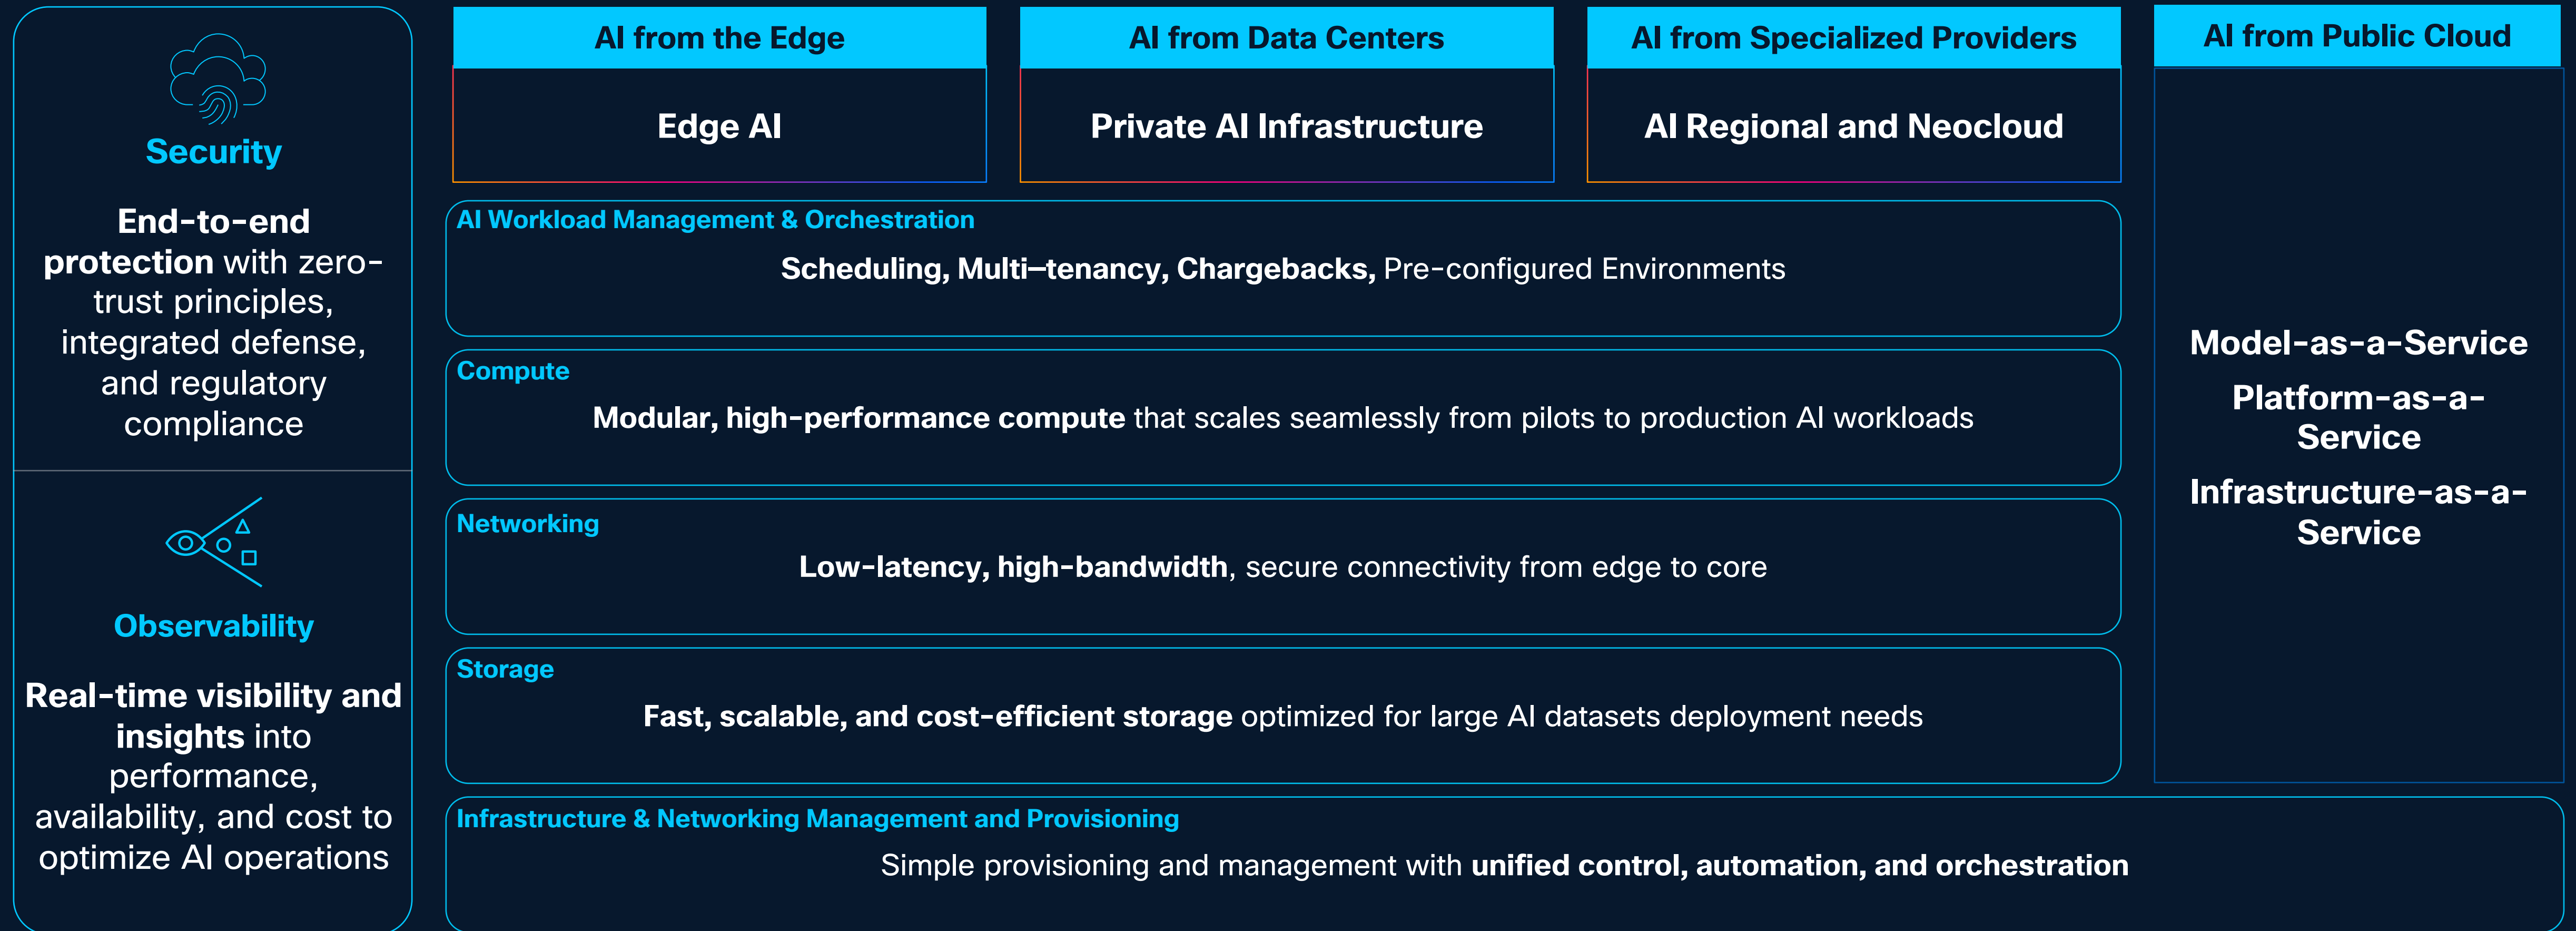 Security
End-to-end
protection with zero-
trust principles,
integrated defense,
and regulatory
compliance
Observability
Real-time visibility and
insights into
performance,
availability, and cost to
optimize AI operations
AI from the Edge
Edge AI
AI from Data Centers
Private AI Infrastructure
AI from Specialized Providers
AI Regional and Neocloud
AI from Public Cloud
Model-as-a-Service
Platform-as-a-
Service
Infrastructure-as-a-
Service
AI Workload Management & Orchestration
Scheduling, Multi–tenancy, Chargebacks, Pre-configured Environments
Compute
Modular, high-performance compute that scales seamlessly from pilots to production AI workloads
Networking
Low-latency, high-bandwidth, secure connectivity from edge to core
Storage
Fast, scalable, and cost-efficient storage optimized for large AI datasets deployment needs
Infrastructure & Networking Management and Provisioning
Simple provisioning and management with unified control, automation, and orchestration